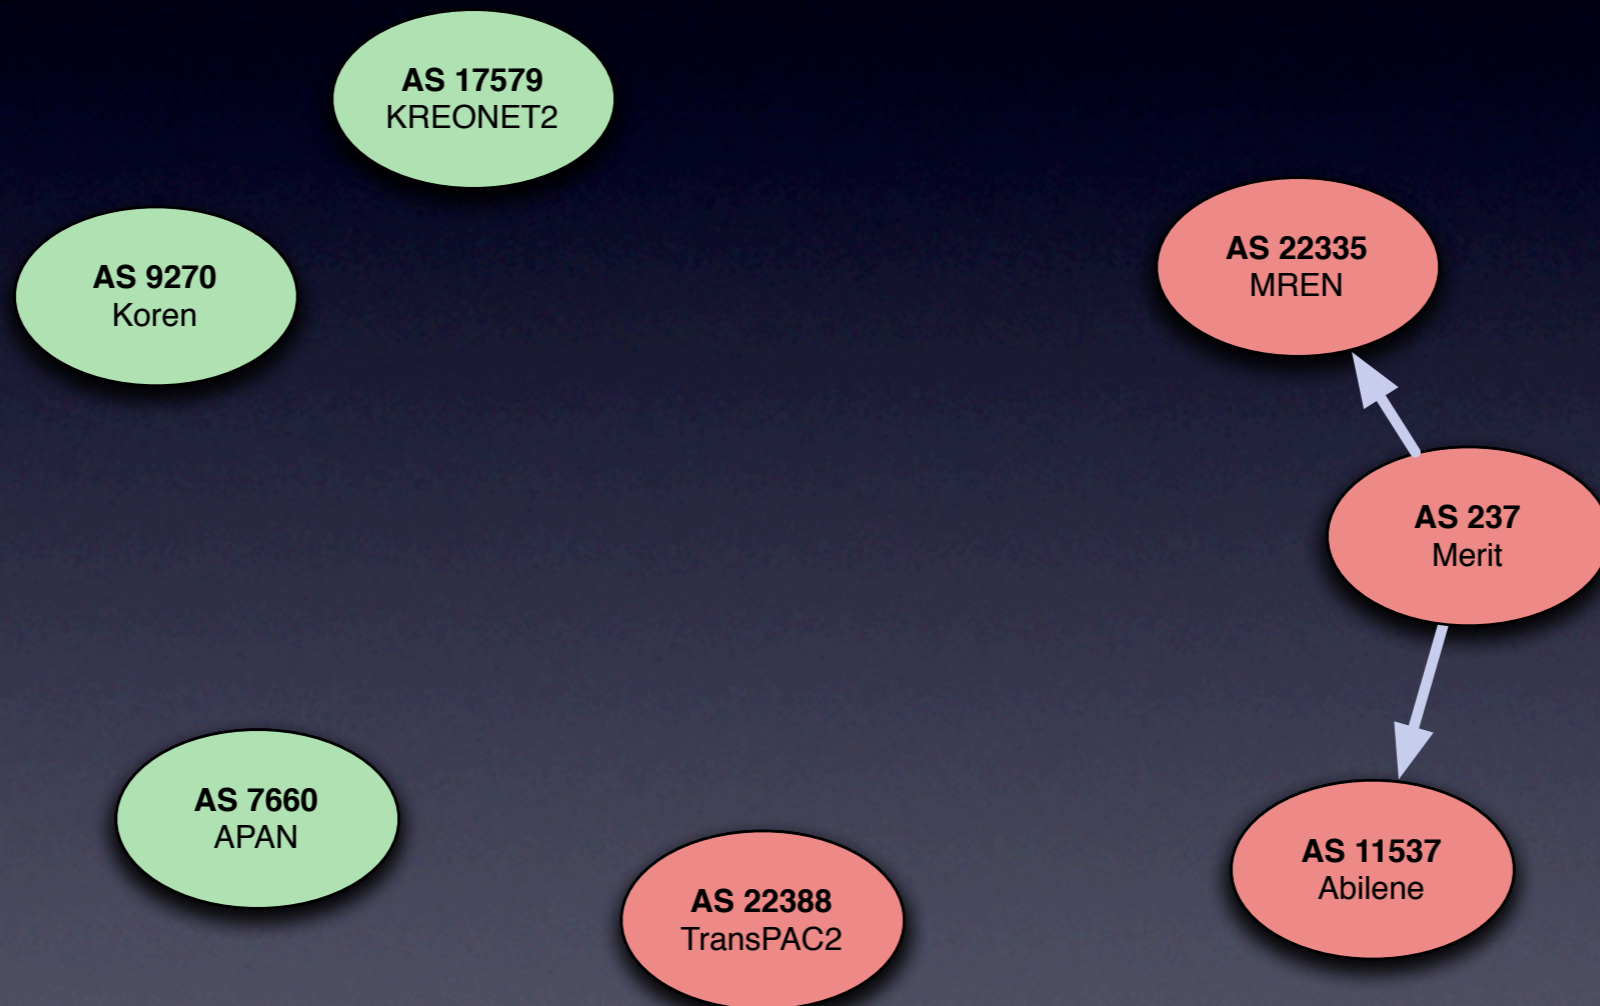 AS 17579
KREONET2
AS 22335
MREN
AS 9270
Koren
AS 237
Merit
AS 7660
APAN
AS 11537
Abilene
AS 22388
TransPAC2